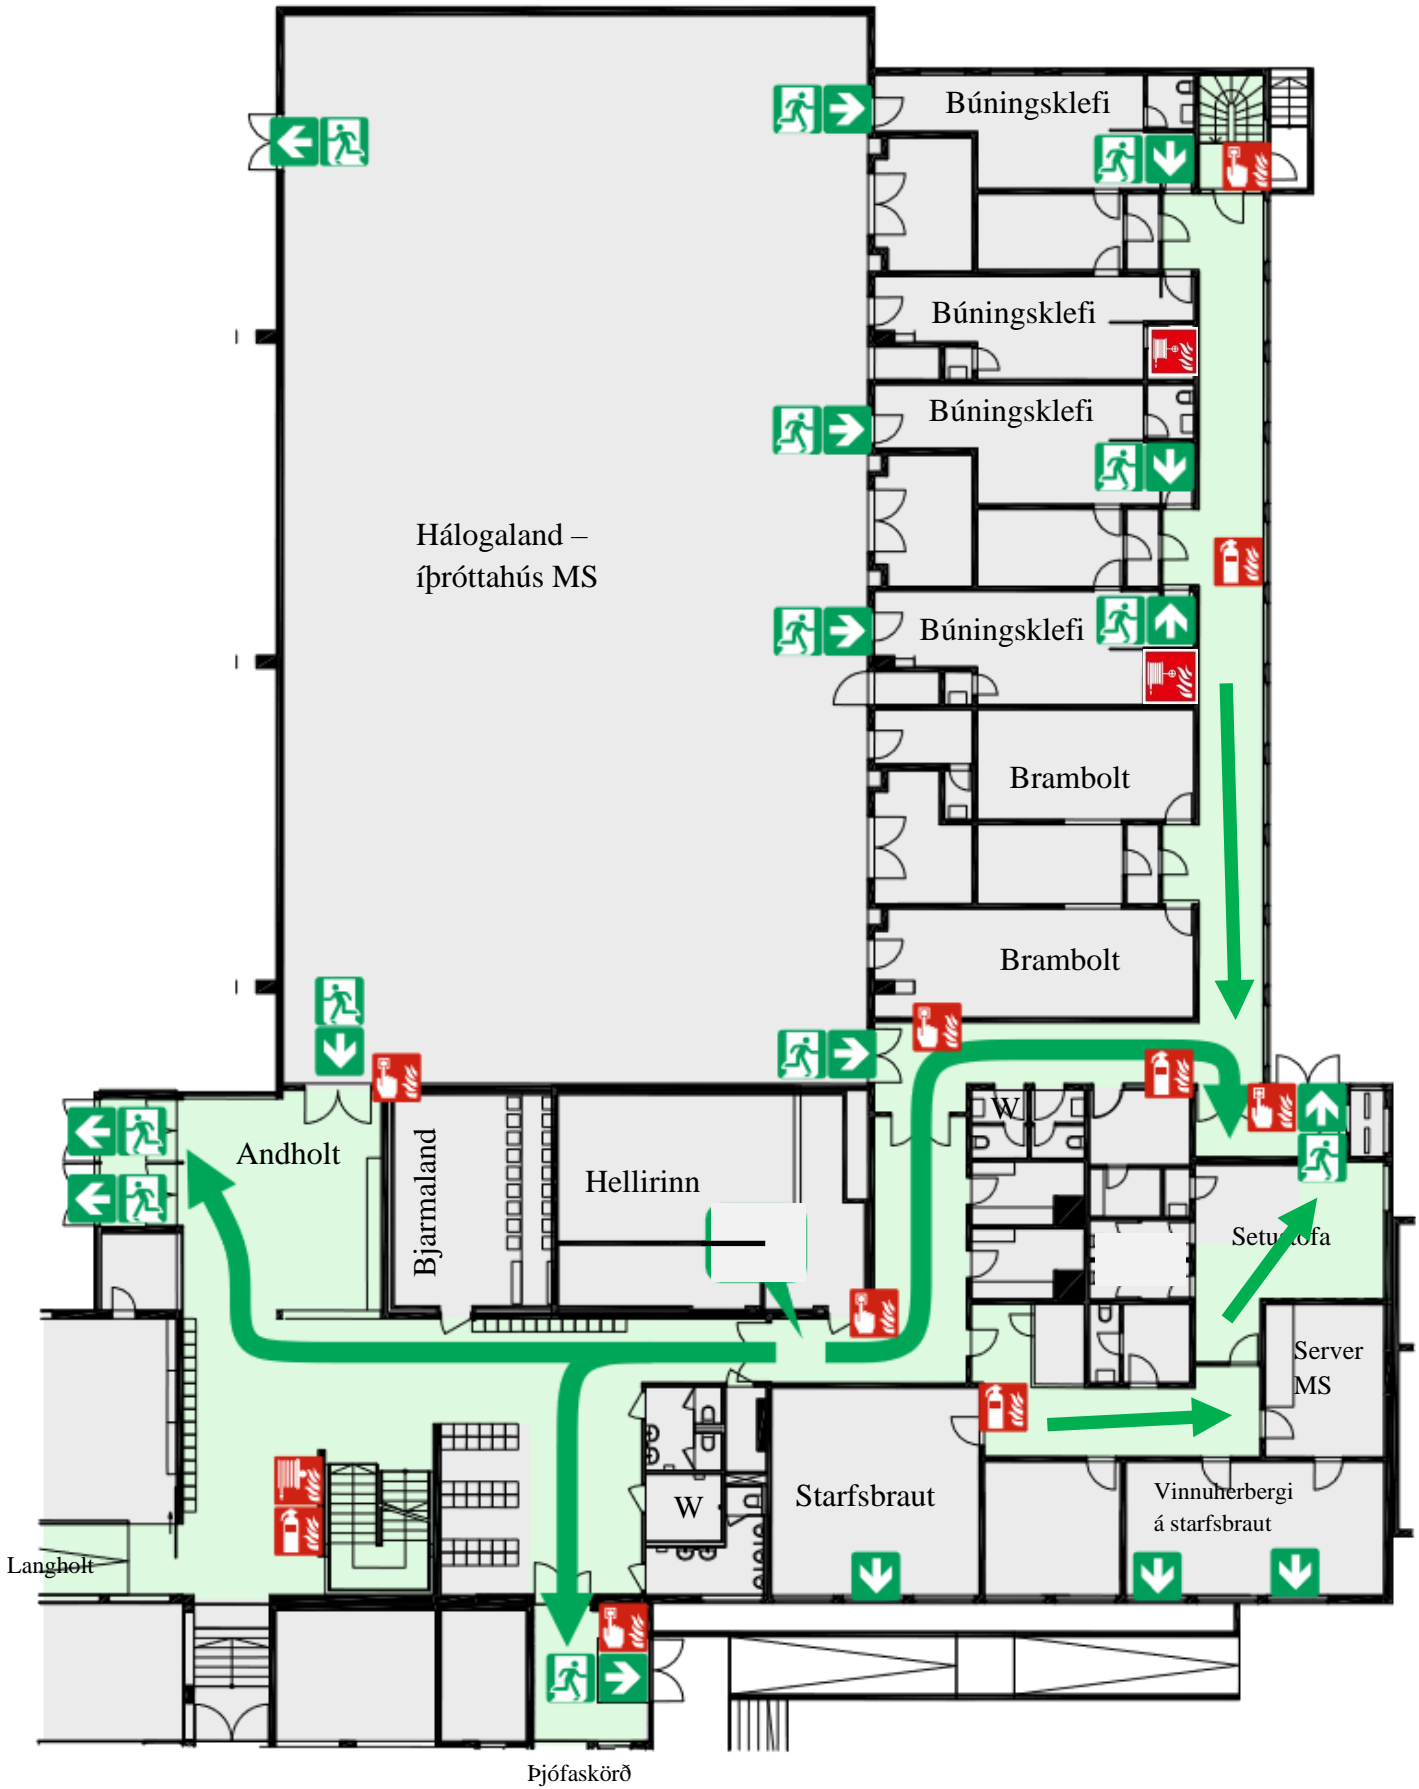 Búningsklefi
Búningsklefi
Búningsklefi
Hálogaland –
íþróttahús MS
Búningsklefi
Brambolt
Brambolt
W
Andholt
Bjarmaland
Hellirinn
Setustofa
Server
MS
Starfsbraut
W
Vinnuherbergi
á starfsbraut
Langholt
Þjófaskörð